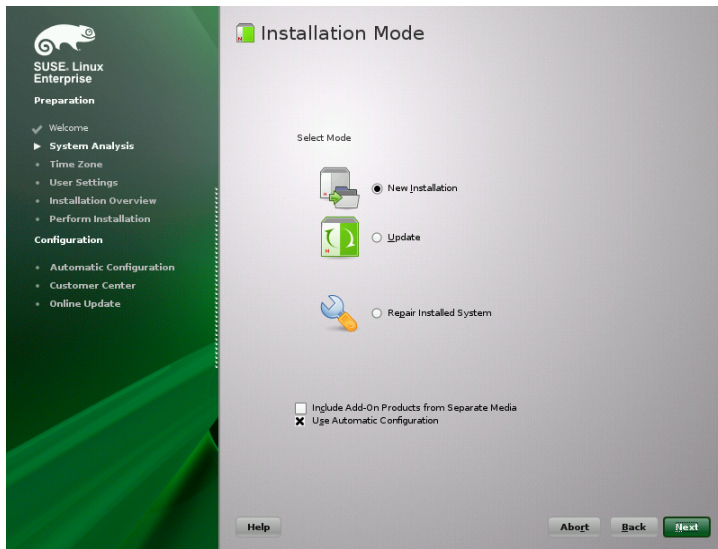 SUSE. Linux
Enterprise
Preparation
Welcome
System Analysis
Time Zone
User Settings
Installation Overview
Perform Installation
Configuration
Automatic Configuration
Customer Center
Online Update
Installation Mode
Select Mode
New Installation
Update
Repair Installed System
Include Add-On Products from Separate Media
Use Automatic Configuration
Help
Abort
Back
Next